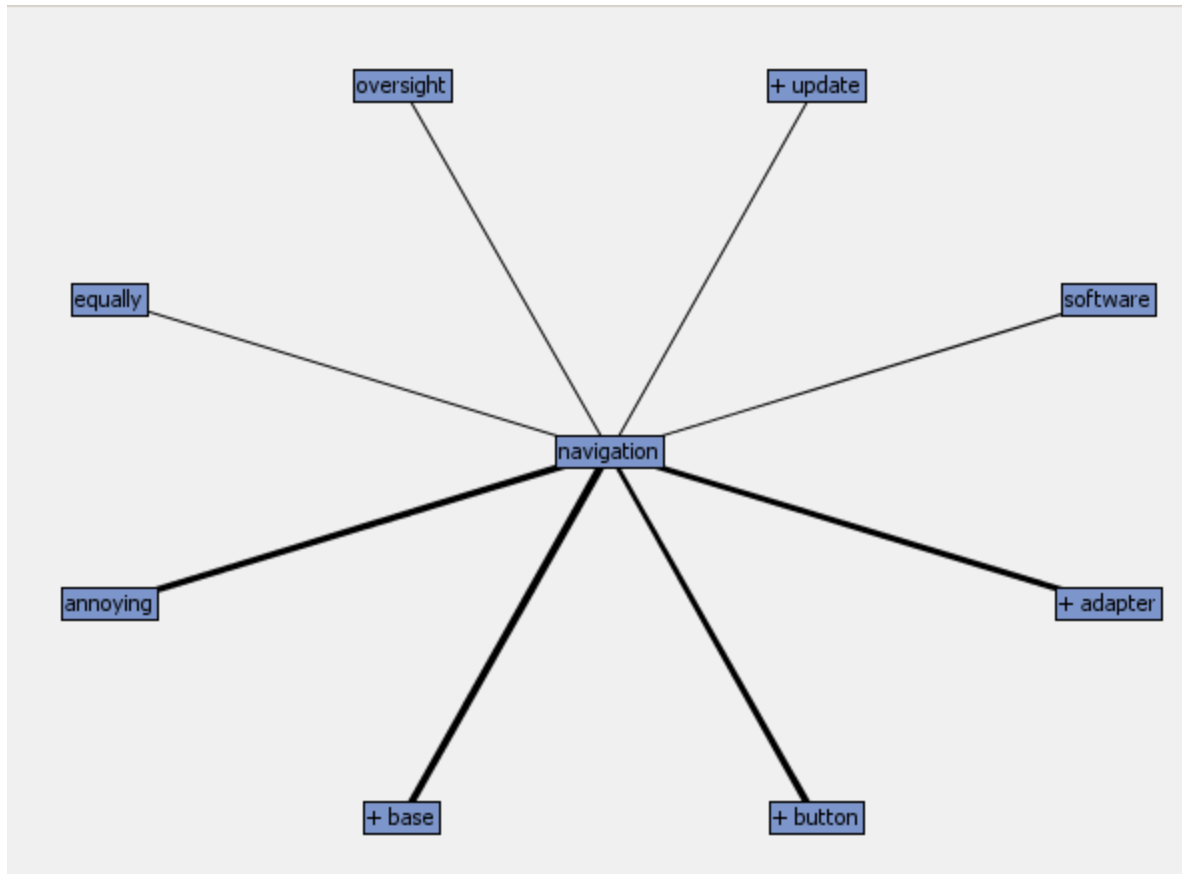 oversight
+ update
equally
software
navigation
annoying
+ adapter
+ base
+ button